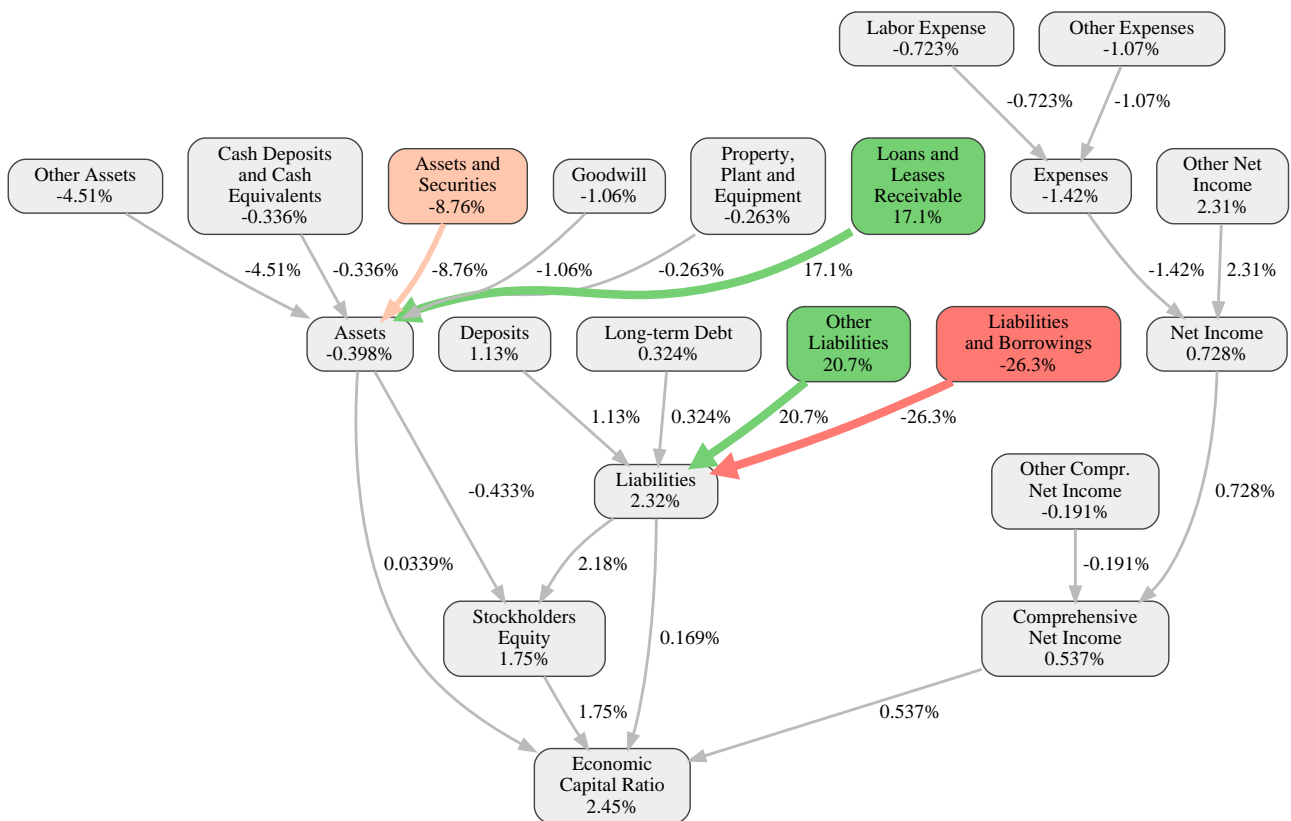 Labor Expense
-0.723%
Other Expenses
-1.07%
-0.723%
-1.07%
Other Assets
-4.51%
Cash Deposits
and Cash
Equivalents
-0.336%
Assets and
Securities
-8.76%
Goodwill
-1.06%
Property,
Plant and
Equipment
-0.263%
Loans and
Leases
Receivable
17.1%
Expenses
-1.42%
Other Net
Income
2.31%
-4.51%
-0.336%
-8.76%
-1.06%
-0.263%
17.1%
-1.42%
2.31%
Assets
-0.398%
Deposits
1.13%
Long-term Debt
0.324%
Other
Liabilities
20.7%
Liabilities
and Borrowings
-26.3%
Net Income
0.728%
1.13%
0.324%
20.7%
-26.3%
Liabilities
2.32%
Other Compr.
Net Income
-0.191%
-0.433%
0.728%
0.0339%
2.18%
-0.191%
Stockholders
Equity
1.75%
0.169%
Comprehensive
Net Income
0.537%
1.75%
0.537%
Economic
Capital Ratio
2.45%